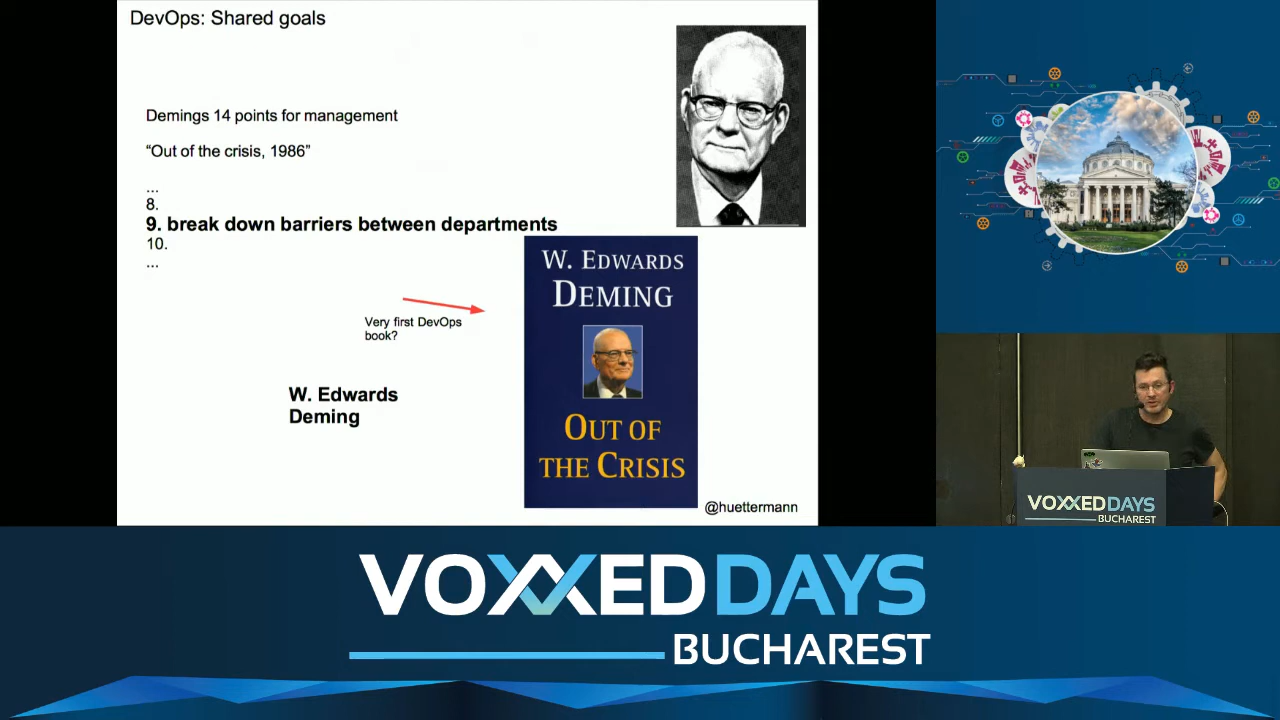 DevOps: Shared goals
Demings 14 points for management
“Out of the crisis, 1986”
...
8.
9. break down barriers between departments
10.
...
Very first DevOps
book?
W. Edwards
Deming
W. EDWARDS
DEMING
OUT OF
THE CRISIS
@huettermann
VOXXED DAYS
BUCHAREST
VOXXED DAYS
BUCHAREST